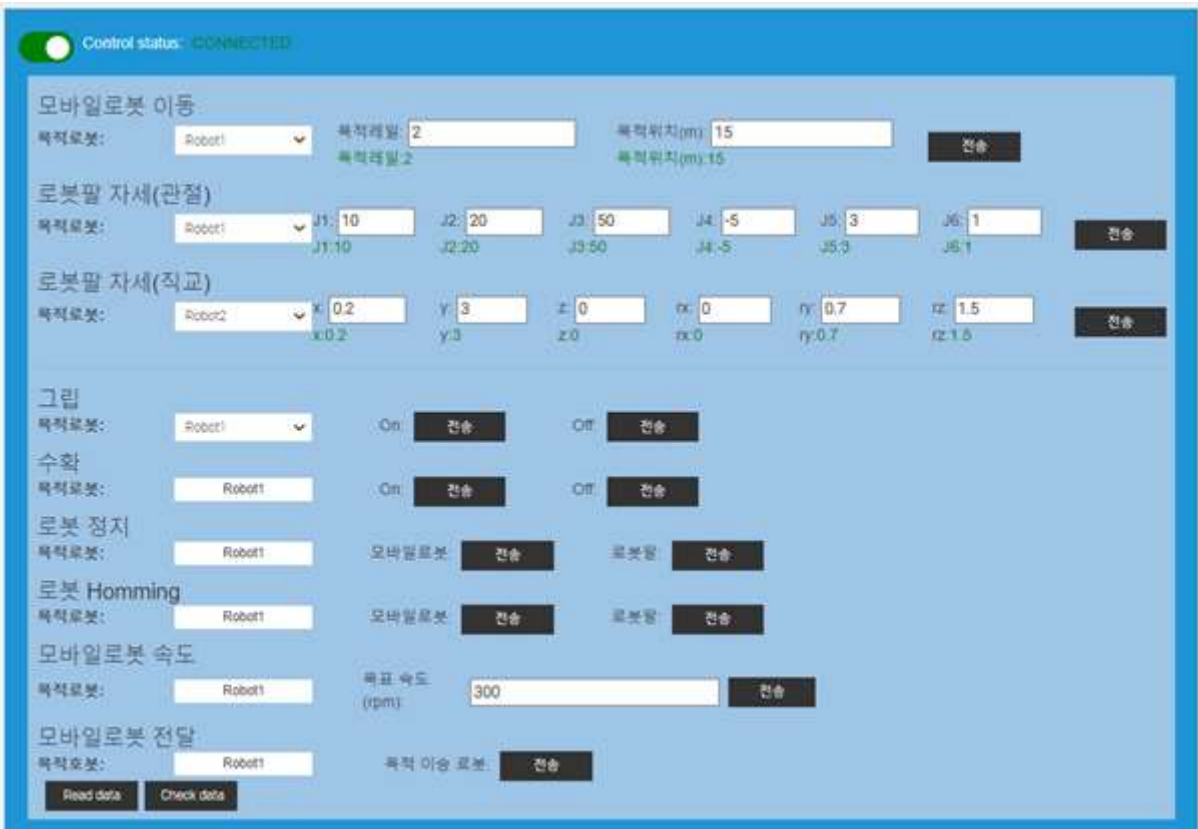 Control status: CONNECTED
모바일로봇 이동
목적로봇: Robot1 목적레일: 2 목적위치(m): 15 전송
목적레일:2 목적위치(m):15
로봇팔 자세(관절)
목적로봇: Robot1 J1: 10 J2: 20 J3: 50 J4: -5 J5: 3 J6: 1 전송
J1:10 J2:20 J3:50 J4:-5 J5:3 J6:1
로봇팔 자세(직교)
목적로봇: Robot2 x: 0.2 y: 3 z: 0 rx: 0 ry: 0.7 rz: 1.5 전송
x:0.2 y:3 z:0 rx:0 ry:0.7 rz:1.5
그립
목적로봇: Robot1 On: 전송 Off: 전송
수확
목적로봇: Robot1 On: 전송 Off: 전송
로봇 정지
목적로봇: Robot1 모바일로봇: 전송 로봇팔: 전송
로봇 Homming
목적로봇: Robot1 모바일로봇: 전송 로봇팔: 전송
모바일로봇 속도
목적로봇: Robot1 목표 속도 (rpm): 300 전송
모바일로봇 전달
목적호봇: Robot1 목적 이송 로봇: 전송
Read data Check data